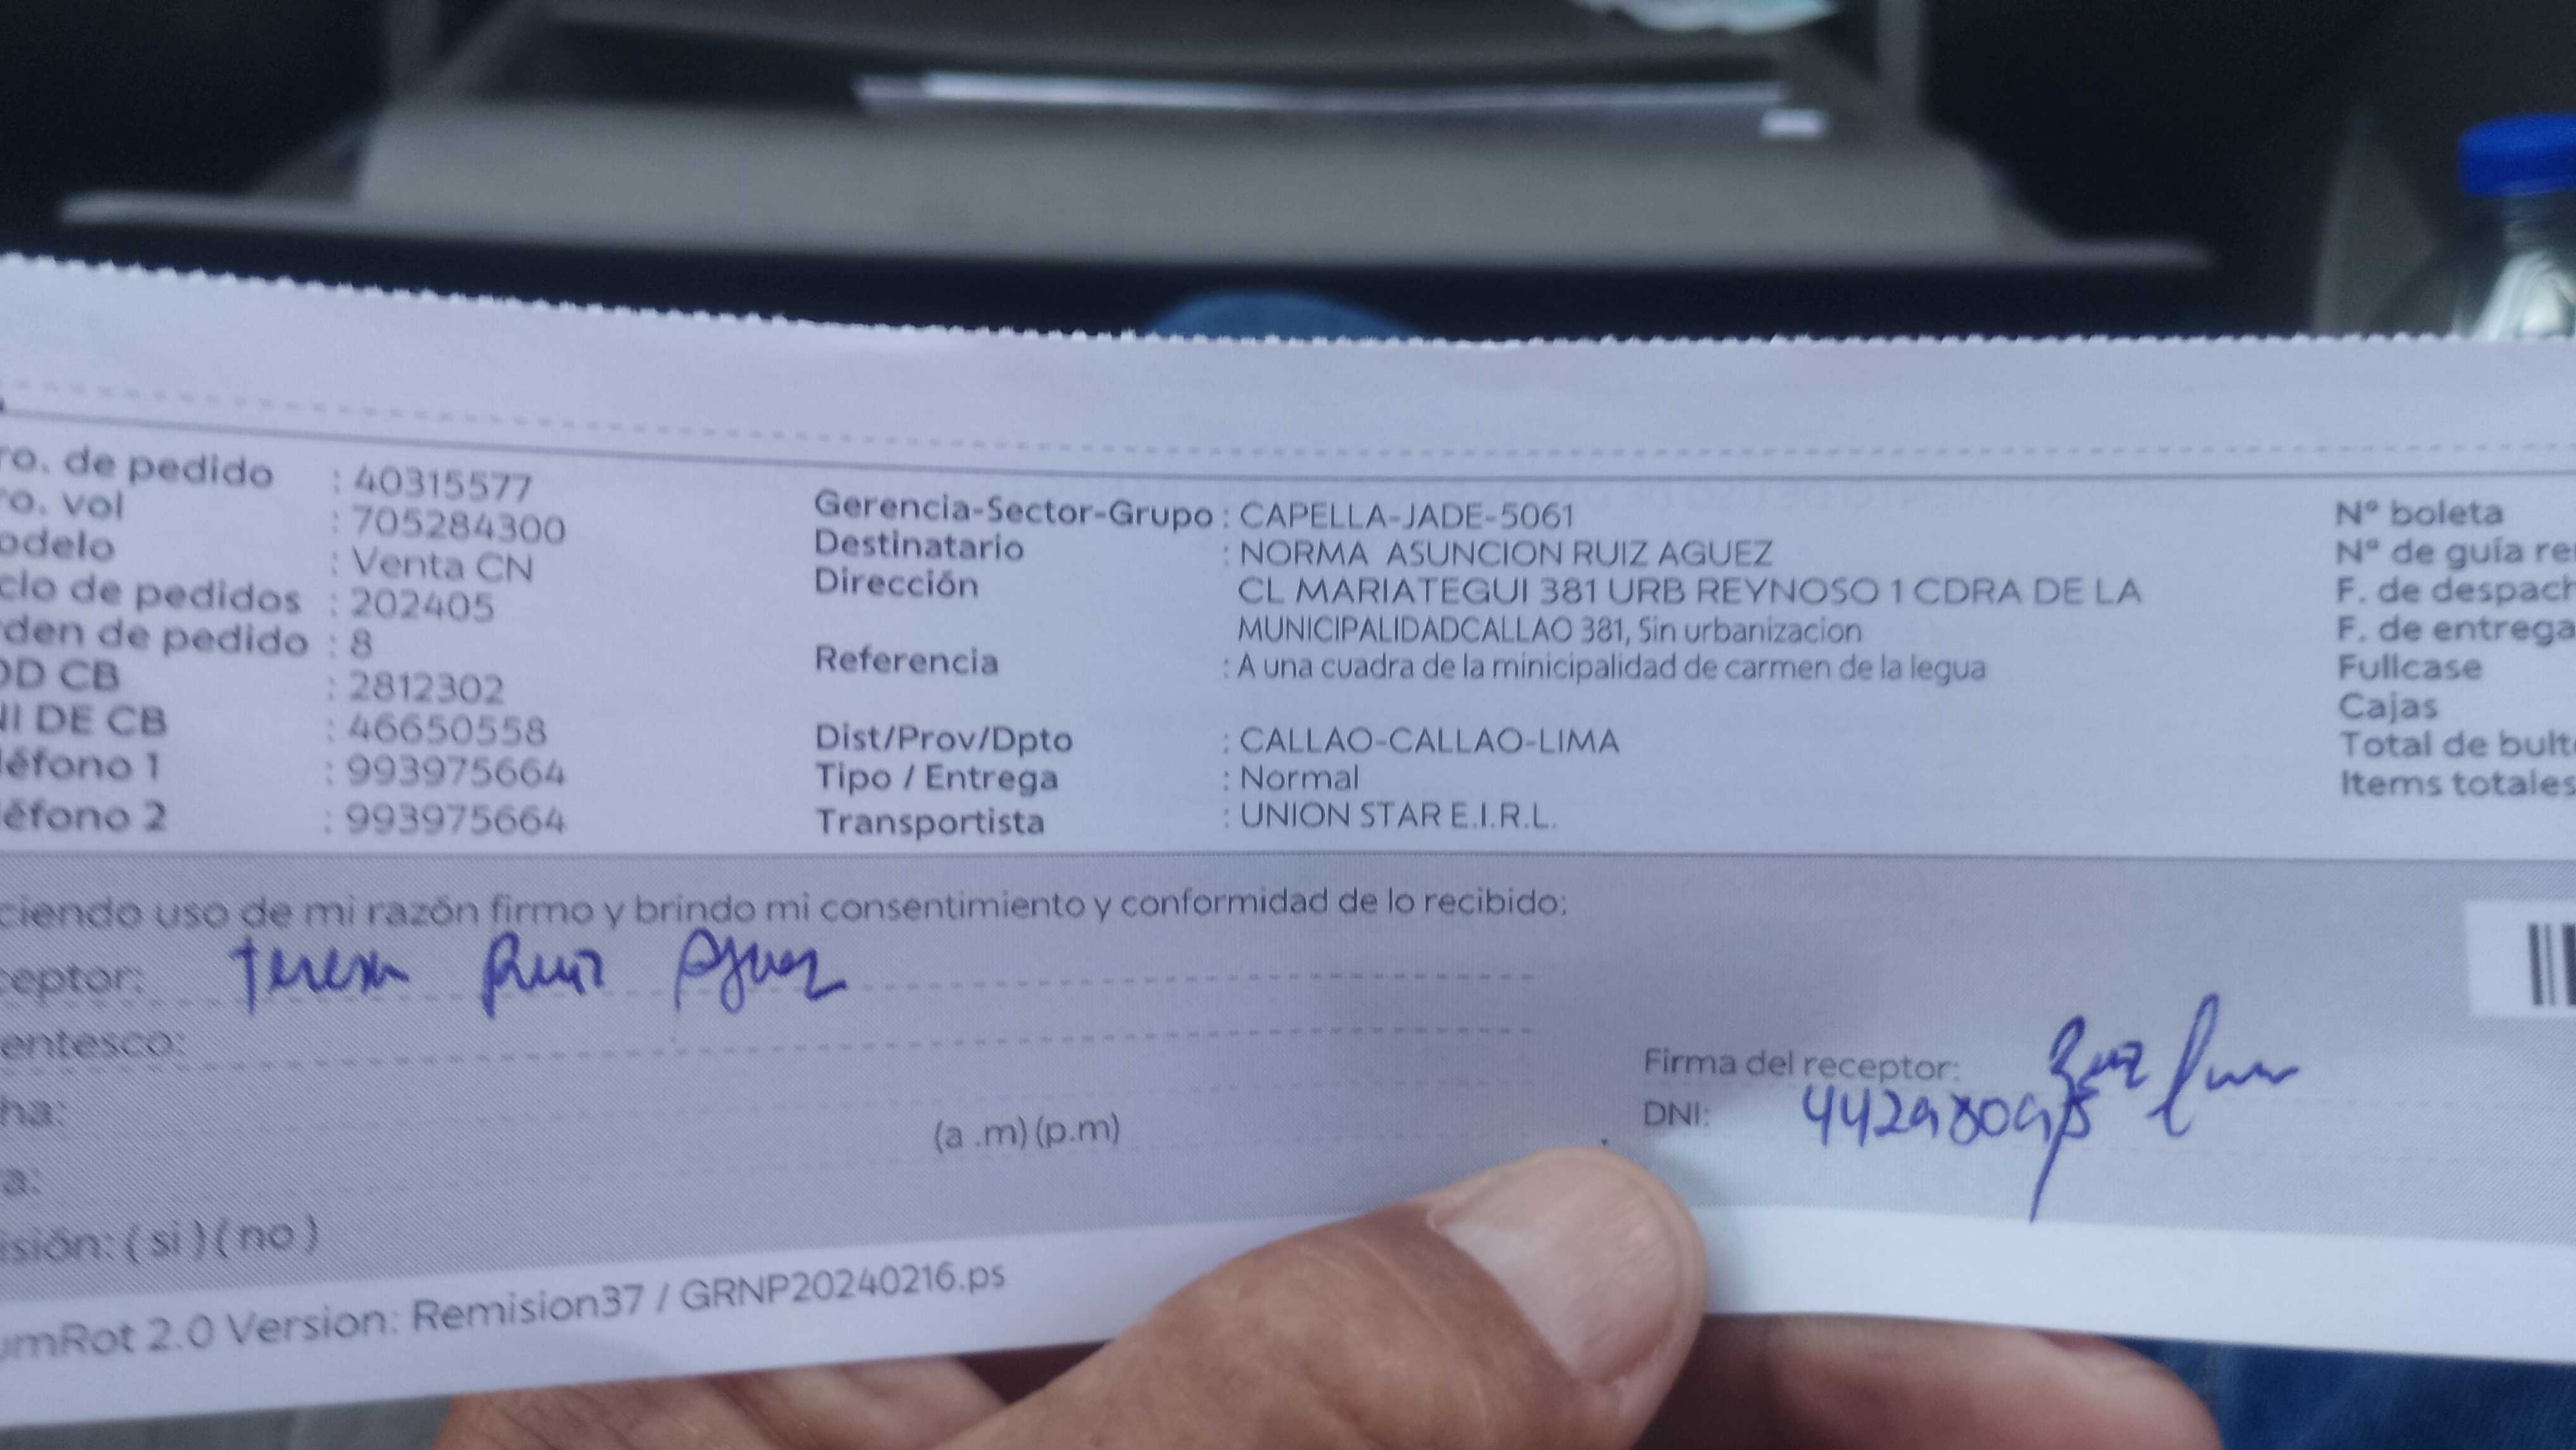 ro. de pedido : 40315577
ro. vol : 705284300
odelo : Venta CN
clo de pedidos : 202405
rden de pedido : 8
OD CB : 2812302
NI DE CB : 46650558
léfono 1 : 993975664
léfono 2 : 993975664
Gerencia-Sector-Grupo : CAPELLA-JADE-5061
Destinatario : NORMA ASUNCION RUIZ AGUEZ
Dirección CL MARIATEGUI 381 URB REYNOSO 1 CDRA DE LA
MUNICIPALIDADCALLAO 381, Sin urbanizacion
Referencia : A una cuadra de la minicipalidad de carmen de la legua
Dist/Prov/Dpto : CALLAO-CALLAO-LIMA
Tipo / Entrega : Normal
Transportista : UNION STAR E.I.R.L.
Nº boleta
Nº de guía re
F. de despach
F. de entrega
Fullcase
Cajas
Total de bult
Items totales
ciendo uso de mi razón firmo y brindo mi consentimiento y conformidad de lo recibido:
ceptor: Teresa Ruiz Aguez
entesco:
ha:
(a .m) (p.m)
a:
isión: ( si ) ( no )
Firma del receptor: Ruiz
DNI:
umRot 2.0 Version: Remision37 / GRNP20240216.ps